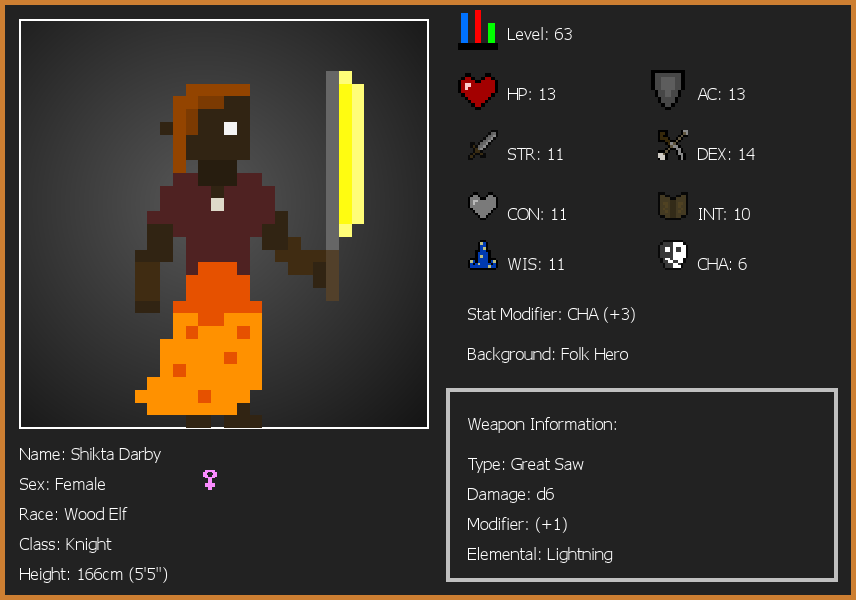 Level: 63
HP: 13
AC: 13
STR: 11
DEX: 14
CON: 11
INT: 10
WIS: 11
CHA: 6
Stat Modifier: CHA (+3)
Background: Folk Hero
Weapon Information:
Type: Great Saw
Damage: d6
Modifier: (+1)
Elemental: Lightning
Name: Shikta Darby
Sex: Female
Race: Wood Elf
Class: Knight
Height: 166cm (5'5")